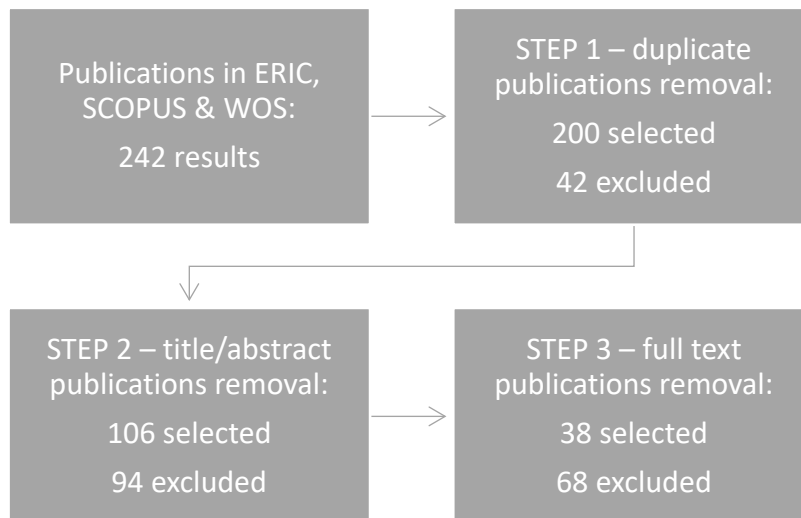 Publications in ERIC,
SCOPUS & WOS:
242 results
STEP 1 – duplicate
publications removal:
200 selected
42 excluded
STEP 2 – title/abstract
publications removal:
106 selected
94 excluded
STEP 3 – full text
publications removal:
38 selected
68 excluded